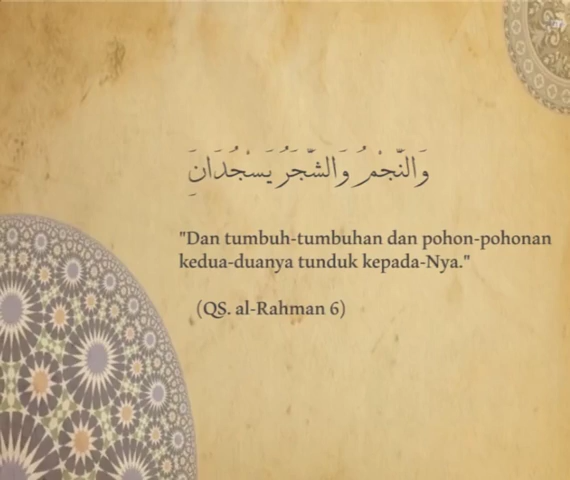 وَالنَّجْمُ وَالشَّجَرُ يَسْجُدَانِ
"Dan tumbuh-tumbuhan dan pohon-pohonan
kedua-duanya tunduk kepada-Nya."
(QS. al-Rahman 6)